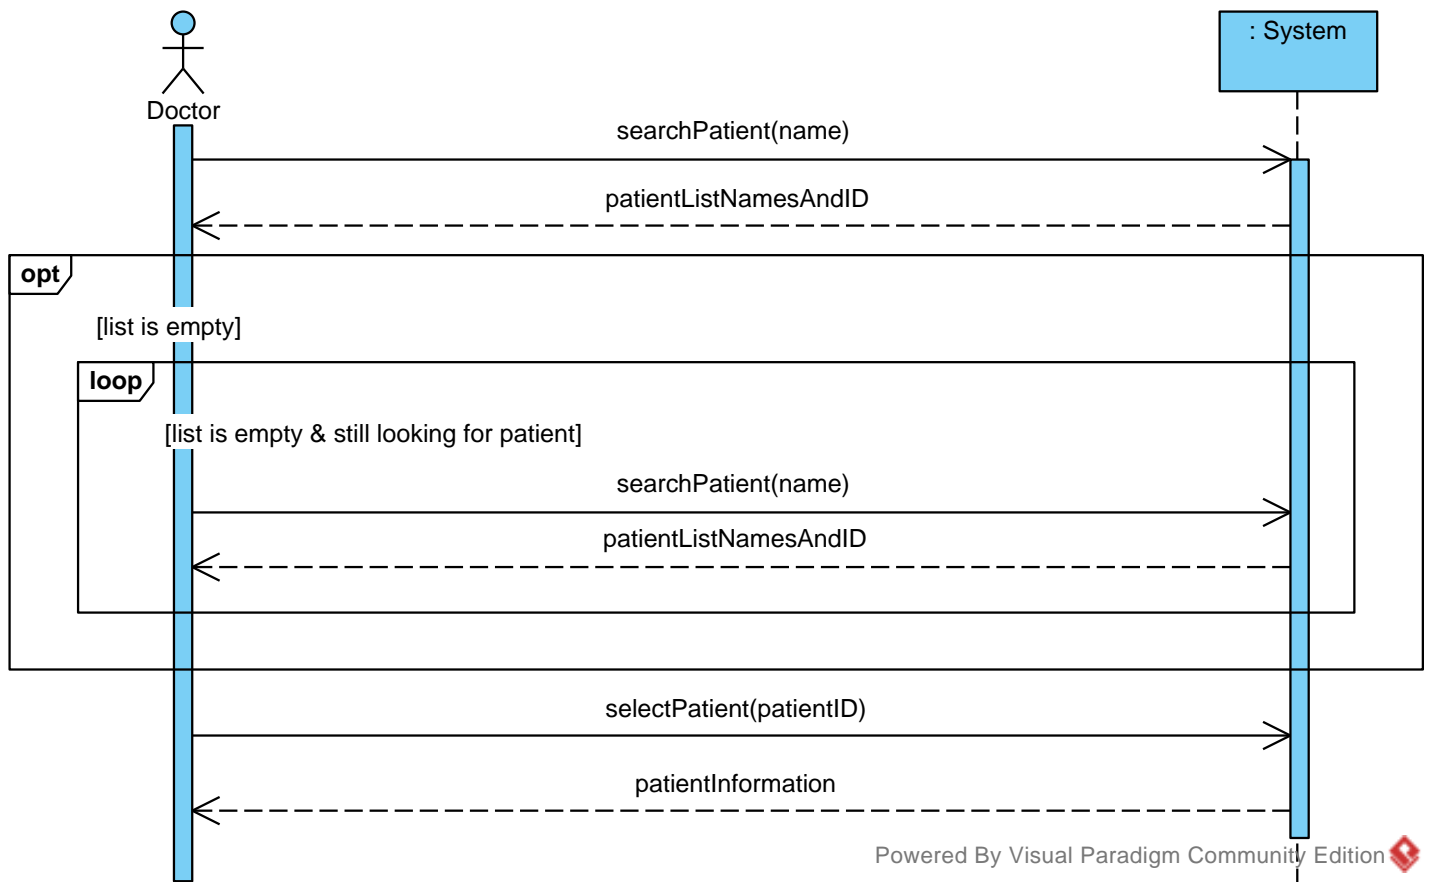 : System
Doctor
searchPatient(name)
patientListNamesAndID
opt
[list is empty]
loop
[list is empty & still looking for patient]
searchPatient(name)
patientListNamesAndID
selectPatient(patientID)
patientInformation
Powered By Visual Paradigm Community Edition